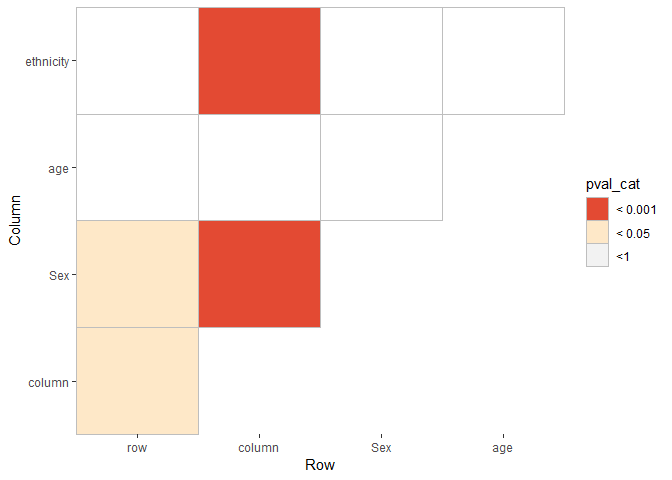 ethnicity
age
Sex
column
Column
row
column
Sex
age
Row
pval_cat
< 0.001
< 0.05
<1